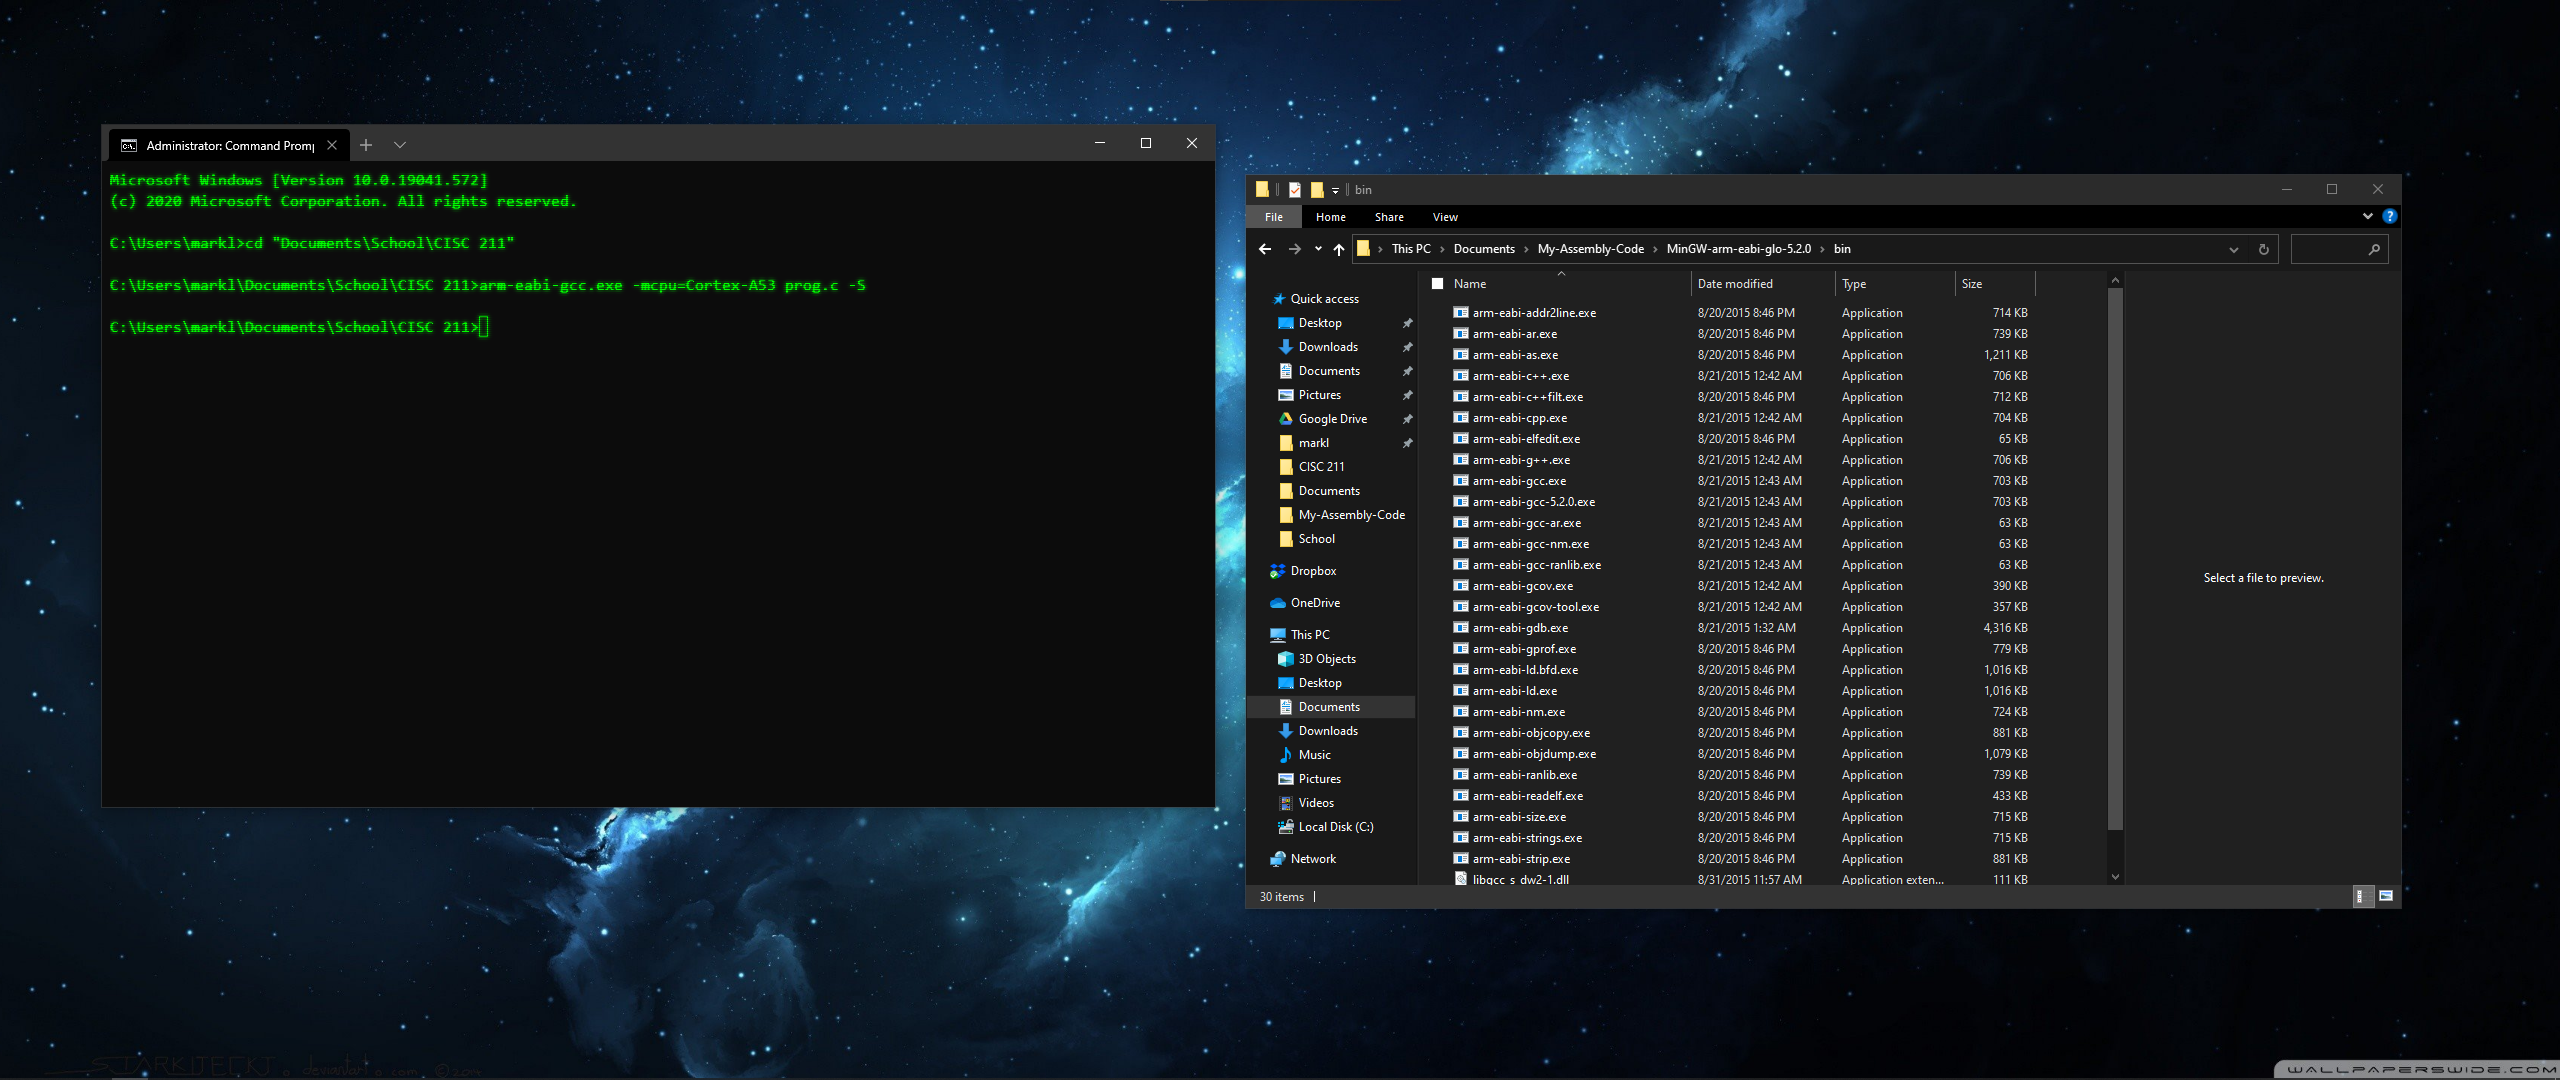 Administrator: Command Promp
Microsoft Windows [Version 10.0.19041.572]
(c) 2020 Microsoft Corporation. All rights reserved.
C:\Users\markl>cd "Documents\School\CISC 211"
C:\Users\markl\Documents\School\CISC 211>arm-eabi-gcc.exe -mcpu=Cortex-A53 prog.c -S
C:\Users\markl\Documents\School\CISC 211>
bin
File Home Share View
This PC > Documents > My-Assembly-Code > MinGW-arm-eabi-glo-5.2.0 > bin
Quick access
Desktop
Downloads
Documents
Pictures
Google Drive
markl
CISC 211
Documents
My-Assembly-Code
School
Dropbox
OneDrive
This PC
3D Objects
Desktop
Documents
Downloads
Music
Pictures
Videos
Local Disk (C:)
Network
Name Date modified Type Size
arm-eabi-addr2line.exe 8/20/2015 8:46 PM Application 714 KB
arm-eabi-ar.exe 8/20/2015 8:46 PM Application 739 KB
arm-eabi-as.exe 8/20/2015 8:46 PM Application 1,211 KB
arm-eabi-c++.exe 8/21/2015 12:42 AM Application 706 KB
arm-eabi-c++filt.exe 8/20/2015 8:46 PM Application 712 KB
arm-eabi-cpp.exe 8/21/2015 12:42 AM Application 704 KB
arm-eabi-elfedit.exe 8/20/2015 8:46 PM Application 65 KB
arm-eabi-g++.exe 8/21/2015 12:42 AM Application 706 KB
arm-eabi-gcc.exe 8/21/2015 12:43 AM Application 703 KB
arm-eabi-gcc-5.2.0.exe 8/21/2015 12:43 AM Application 703 KB
arm-eabi-gcc-ar.exe 8/21/2015 12:43 AM Application 63 KB
arm-eabi-gcc-nm.exe 8/21/2015 12:43 AM Application 63 KB
arm-eabi-gcc-ranlib.exe 8/21/2015 12:43 AM Application 63 KB
arm-eabi-gcov.exe 8/21/2015 12:42 AM Application 390 KB
arm-eabi-gcov-tool.exe 8/21/2015 12:42 AM Application 357 KB
arm-eabi-gdb.exe 8/21/2015 1:32 AM Application 4,316 KB
arm-eabi-gprof.exe 8/20/2015 8:46 PM Application 779 KB
arm-eabi-ld.bfd.exe 8/20/2015 8:46 PM Application 1,016 KB
arm-eabi-ld.exe 8/20/2015 8:46 PM Application 1,016 KB
arm-eabi-nm.exe 8/20/2015 8:46 PM Application 724 KB
arm-eabi-objcopy.exe 8/20/2015 8:46 PM Application 881 KB
arm-eabi-objdump.exe 8/20/2015 8:46 PM Application 1,079 KB
arm-eabi-ranlib.exe 8/20/2015 8:46 PM Application 739 KB
arm-eabi-readelf.exe 8/20/2015 8:46 PM Application 433 KB
arm-eabi-size.exe 8/20/2015 8:46 PM Application 715 KB
arm-eabi-strings.exe 8/20/2015 8:46 PM Application 715 KB
arm-eabi-strip.exe 8/20/2015 8:46 PM Application 881 KB
libgcc_s_dw2-1.dll 8/31/2015 11:57 AM Application exten... 111 KB
Select a file to preview.
30 items
STARKITECKT . deviantart . com ©2014
WALLPAPERSWIDE.COM